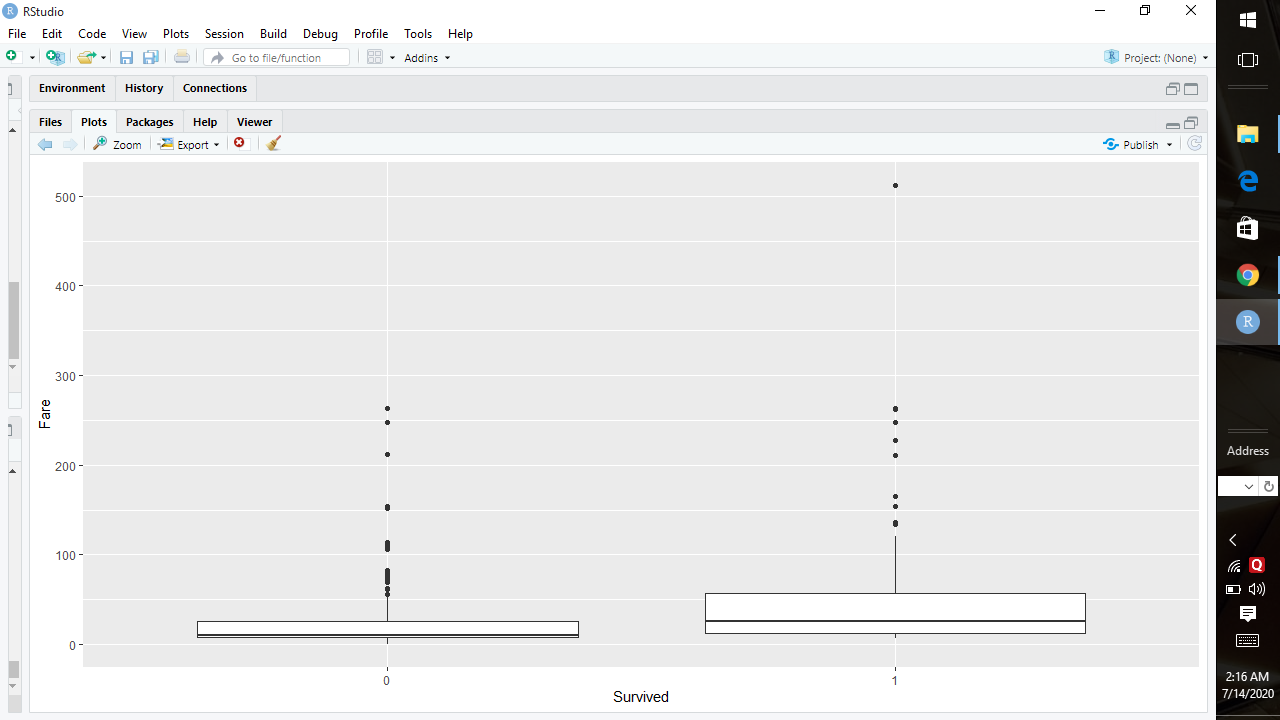 RStudio
File Edit Code View Plots Session Build Debug Profile Tools Help
Go to file/function Addins Project: (None)
Environment History Connections
Files Plots Packages Help Viewer
Zoom Export Publish
500
400
300
200
100
0
Fare
0 1
Survived
Address
2:16 AM
7/14/2020